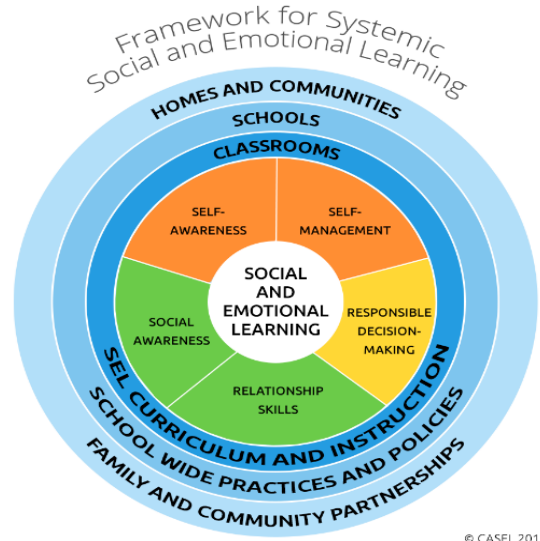 Framework for Systemic
Social and Emotional Learning
HOMES AND COMMUNITIES
SCHOOLS
CLASSROOMS
SELF-
AWARENESS
SELF-
MANAGEMENT
SOCIAL
AND
EMOTIONAL
LEARNING
SOCIAL
AWARENESS
RESPONSIBLE
DECISION-
MAKING
RELATIONSHIP
SKILLS
SEL CURRICULUM AND INSTRUCTION
SCHOOL WIDE PRACTICES AND POLICIES
FAMILY AND COMMUNITY PARTNERSHIPS
© CASEL 201